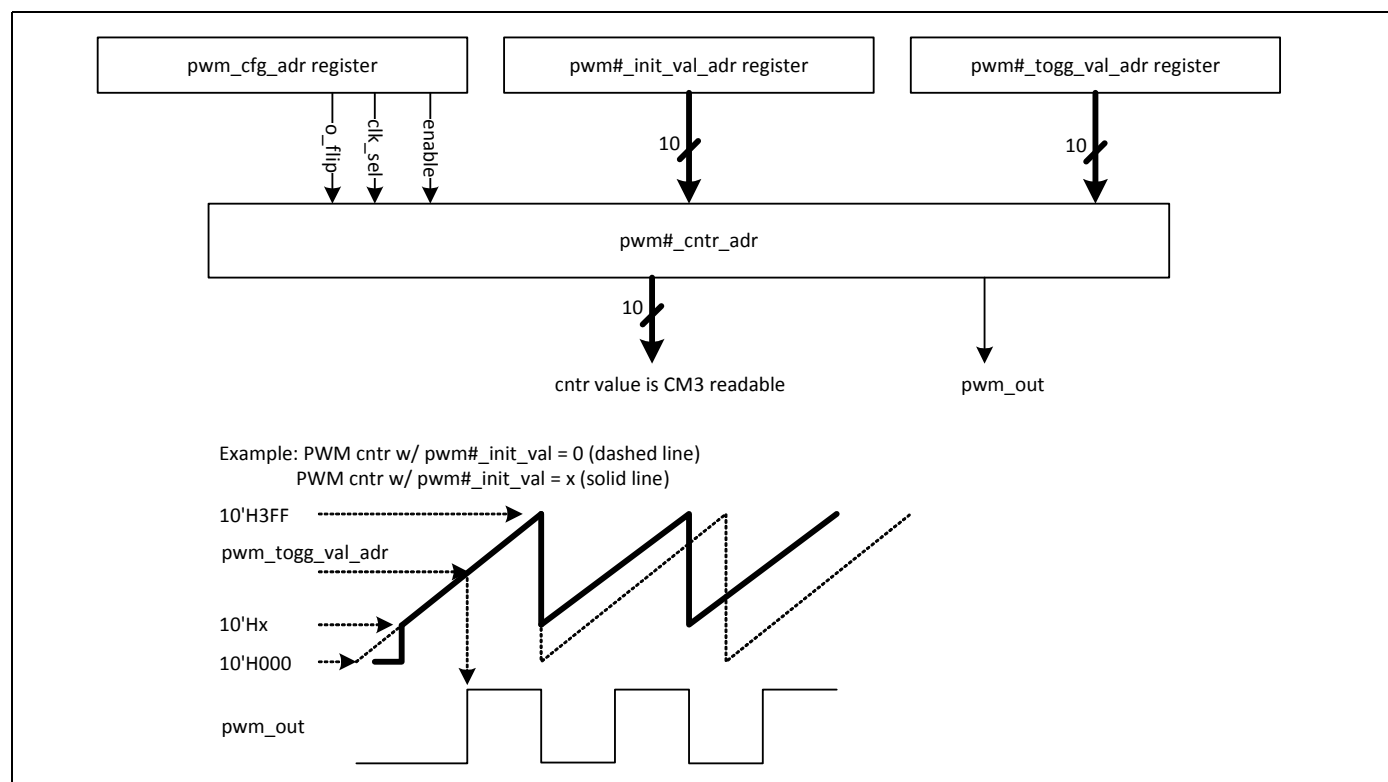 pwm_cfg_adr register
pwm#_init_val_adr register
pwm#_togg_val_adr register
o_flip
clk_sel
enable
10
10
pwm#_cntr_adr
10
cntr value is CM3 readable
pwm_out
Example: PWM cntr w/ pwm#_init_val = 0 (dashed line)
PWM cntr w/ pwm#_init_val = x (solid line)
10'H3FF
pwm_togg_val_adr
10'Hx
10'H000
pwm_out